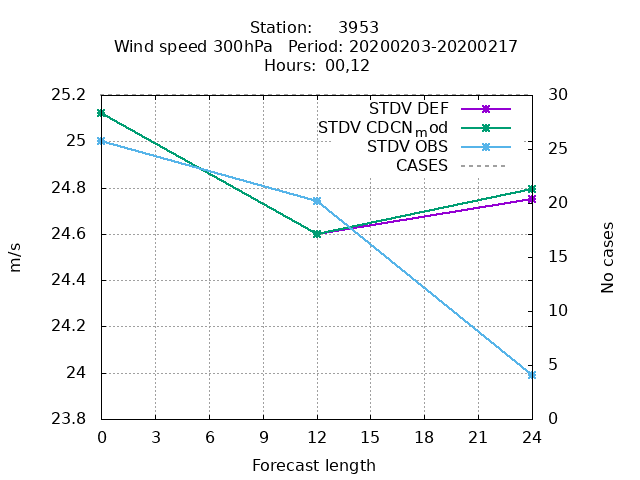 Station: 3953
Wind speed 300hPa Period: 20200203-20200217
Hours: 00,12
25.2
25
24.8
24.6
24.4
24.2
24
23.8
m/s
STDV DEF
STDV CDCNmod
STDV OBS
CASES
30
25
20
15
10
5
0
No cases
0 3 6 9 12 15 18 21 24
Forecast length